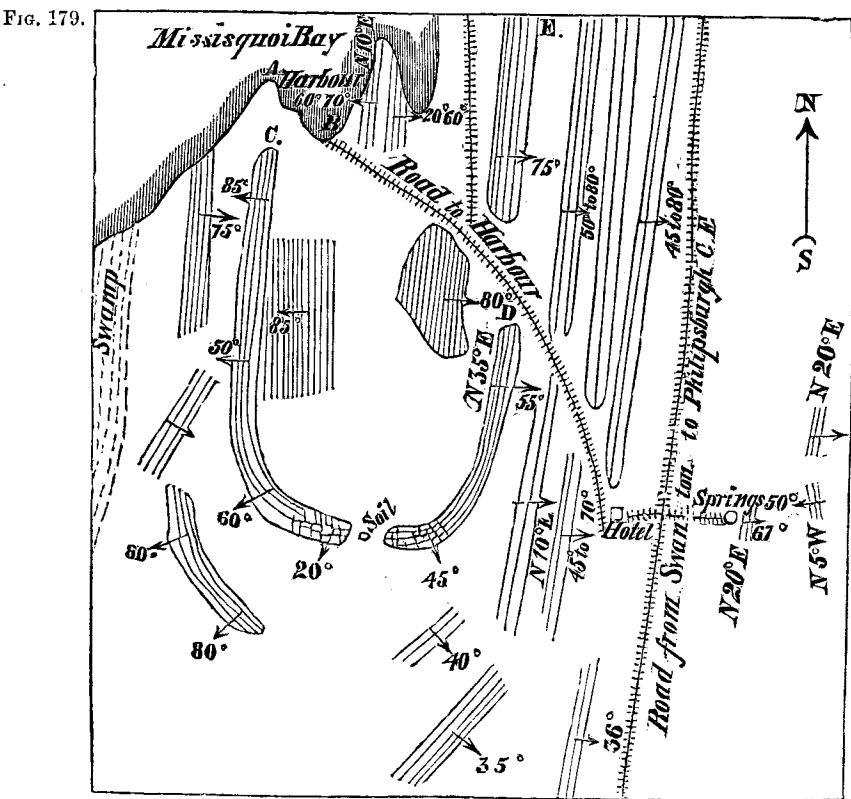 FIG. 179.
Missisquoi Bay
N 10° E
E.
A
Harbour
60° 70°
20° 60°
B
C.
Road to Harbour
75°
50° to 80°
45 to 80°
85°
75°
N
S
Swamp
80°
D
85°
50°
N 35° E
55°
N 20° E
Road from Swanton to Philipsburgh C.E
60°
Soil
20°
45°
N 10° E
45° to 70°
Hotel
Springs
50°
67°
N 20° E
N 5° W
80°
80°
40°
35°
36°